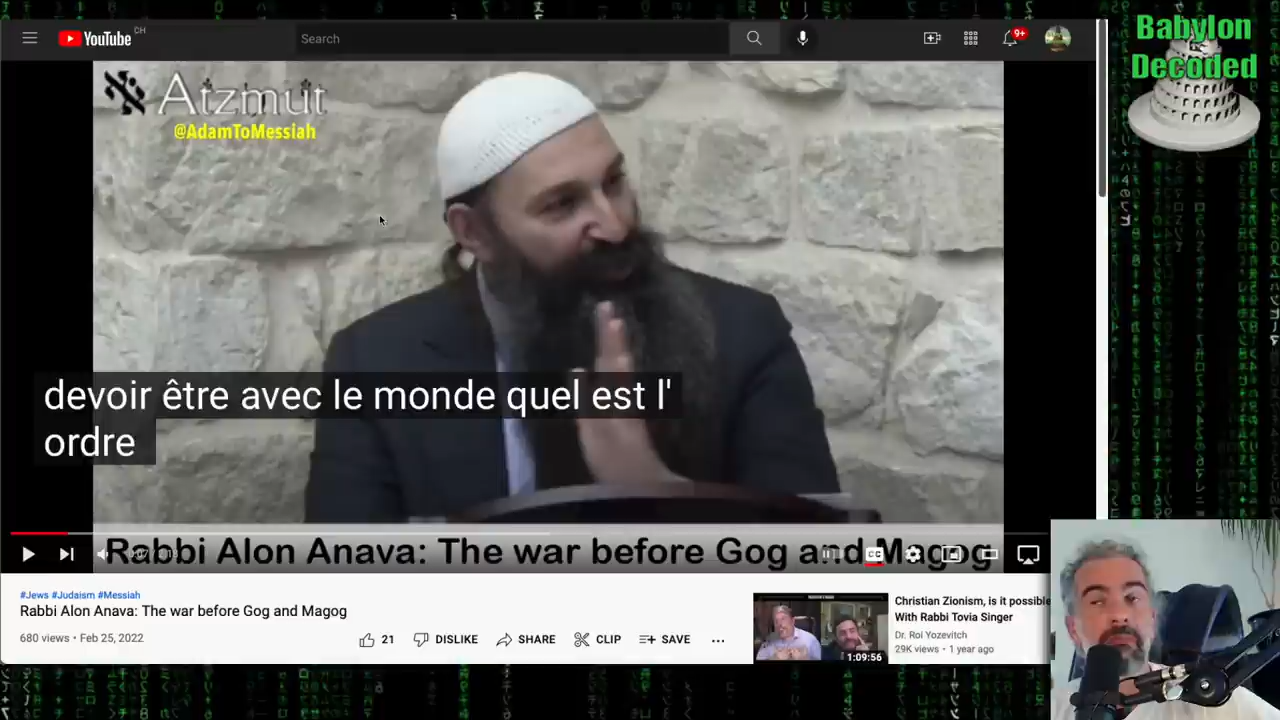 YouTube CH
Search
9+
Babylon
Decoded
Atzmut
@AdamToMessiah
devoir être avec le monde quel est l'
ordre
Rabbi Alon Anava: The war before Gog and Magog
#Jews #Judaism #Messiah
Rabbi Alon Anava: The war before Gog and Magog
680 views • Feb 25, 2022
21
DISLIKE
SHARE
CLIP
SAVE
Christian Zionism, is it possible
With Rabbi Tovia Singer
Dr. Roi Yozevitch
29K views • 1 year ago
1:09:56